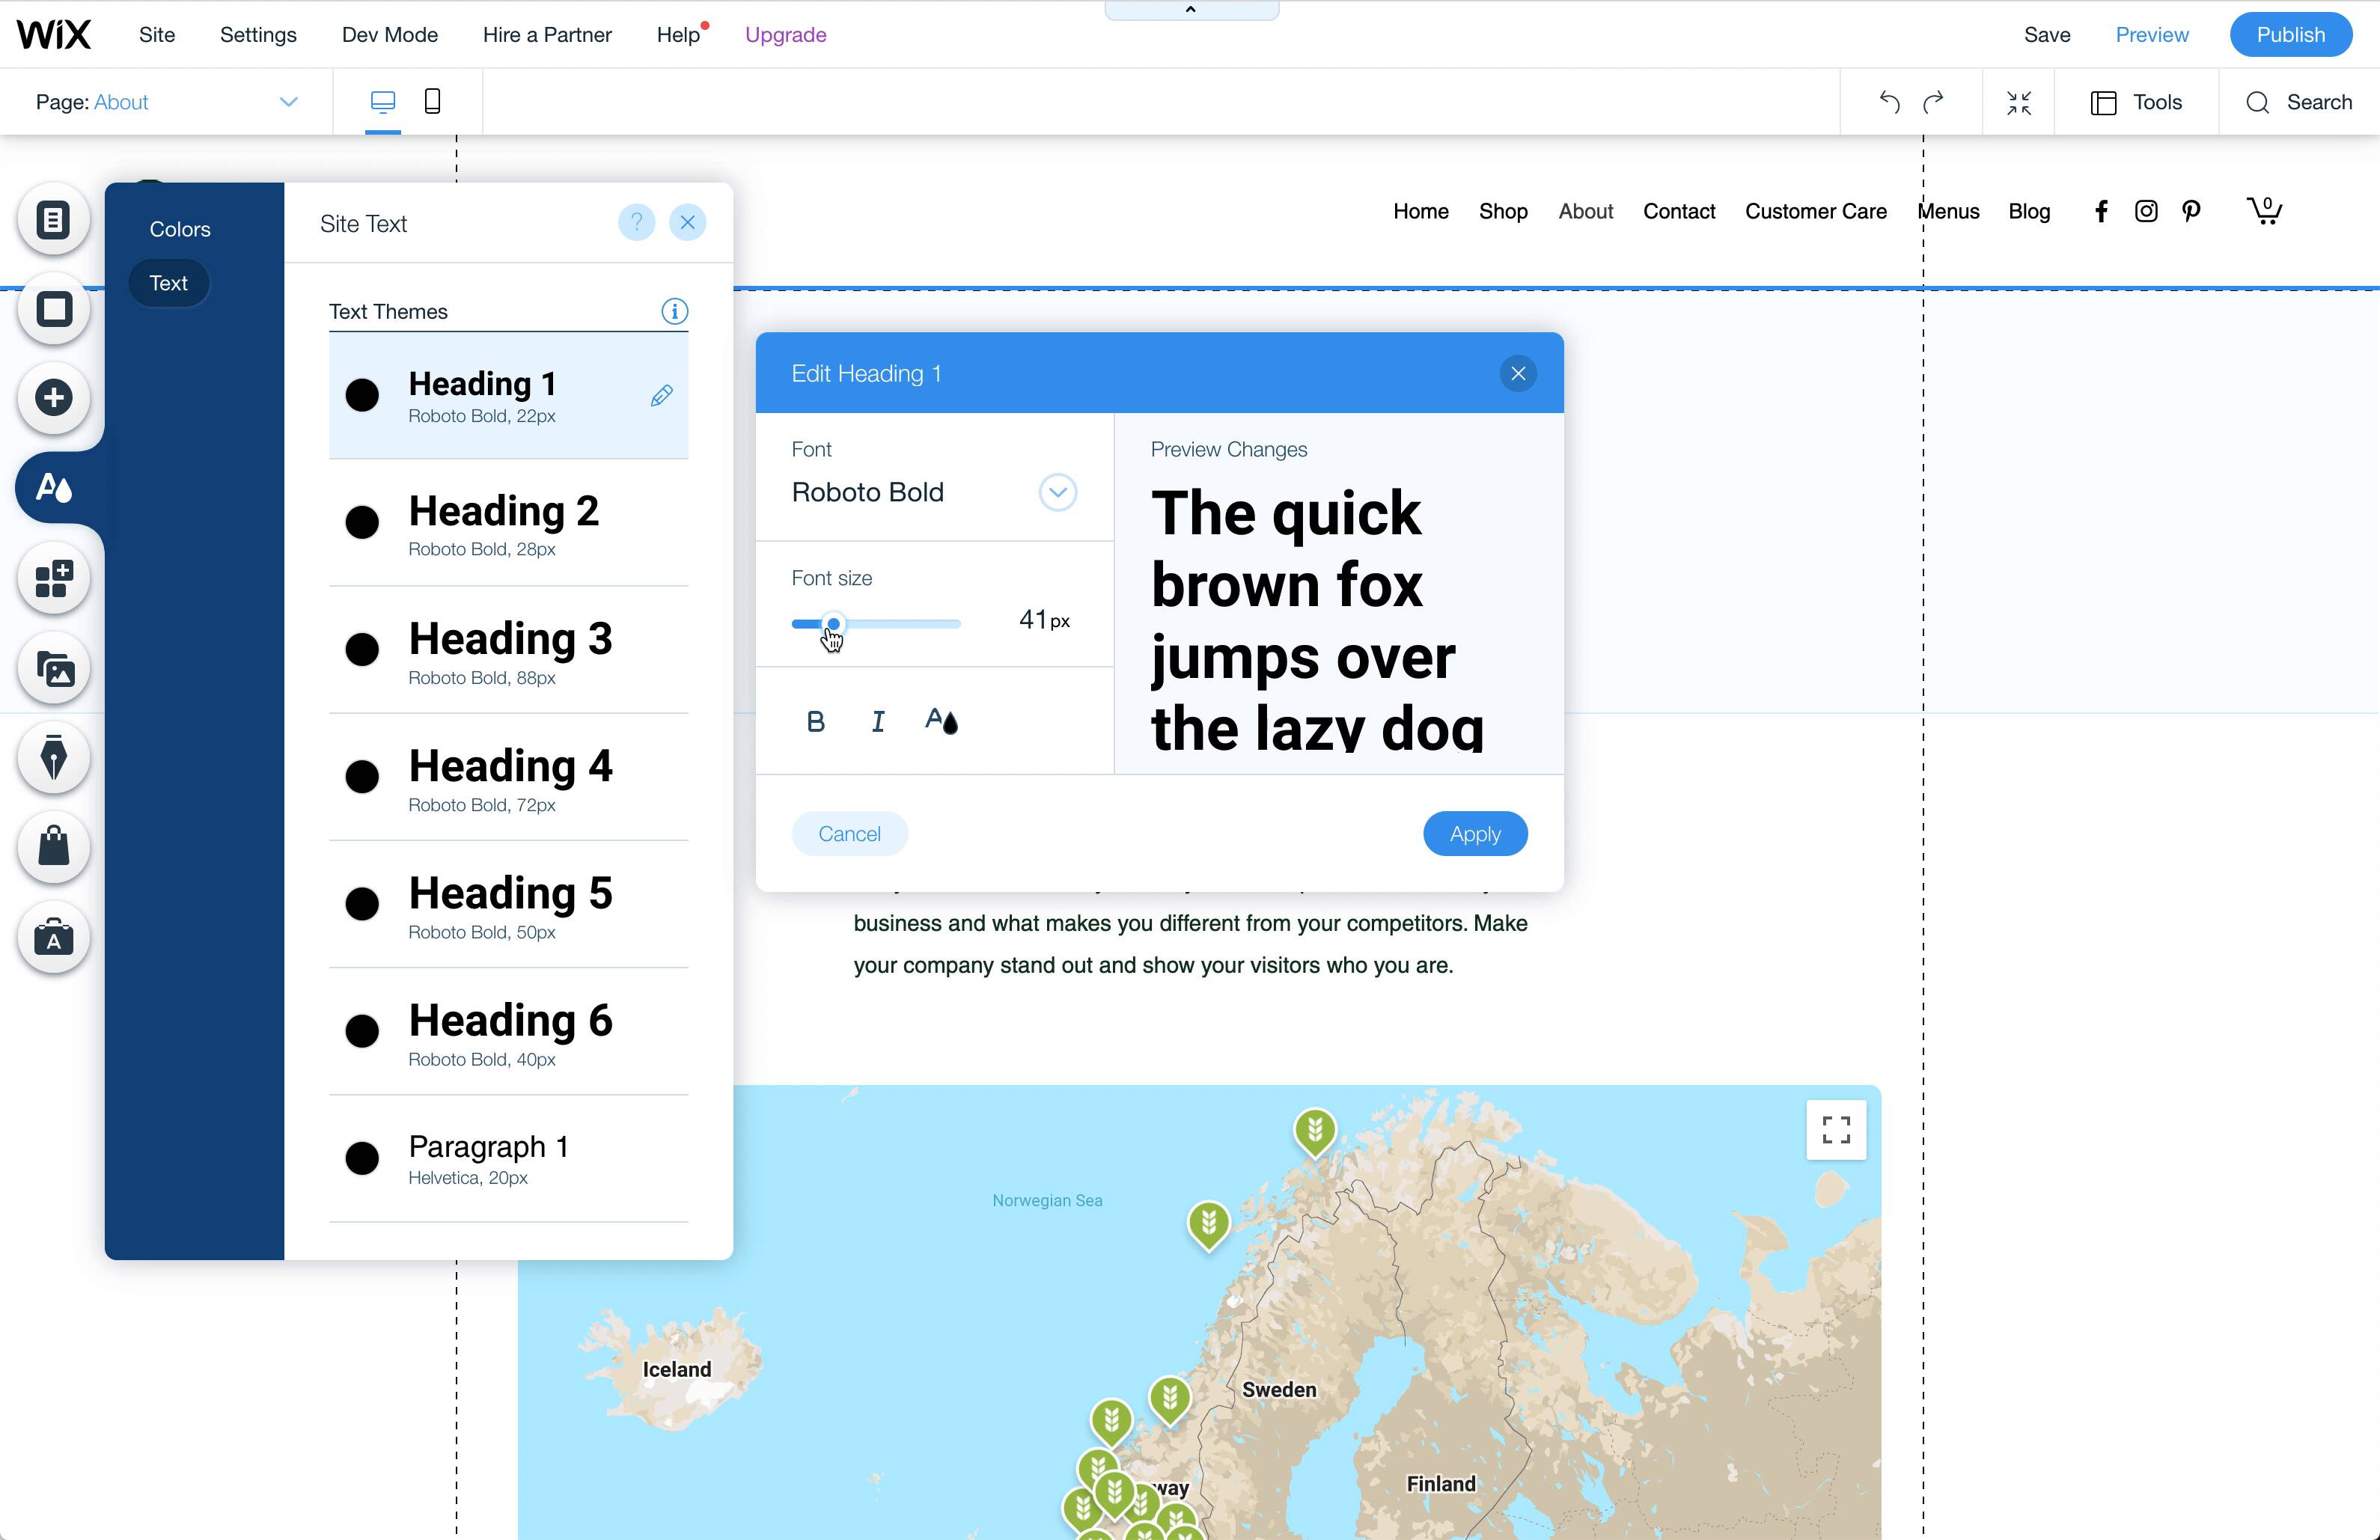 WiX Site Settings Dev Mode Hire a Partner Help Upgrade Save Preview Publish
Page: About Tools Search
Home Shop About Contact Customer Care Menus Blog 0
Colors
Text
Site Text ?
Text Themes i
Heading 1
Roboto Bold, 22px
Heading 2
Roboto Bold, 28px
Heading 3
Roboto Bold, 88px
Heading 4
Roboto Bold, 72px
Heading 5
Roboto Bold, 50px
Heading 6
Roboto Bold, 40px
Paragraph 1
Helvetica, 20px
Edit Heading 1
Font
Roboto Bold
Font size
41px
B I A
Preview Changes
The quick
brown fox
jumps over
the lazy dog
Cancel Apply
business and what makes you different from your competitors. Make
your company stand out and show your visitors who you are.
Norwegian Sea
Iceland
Sweden
Finland
way